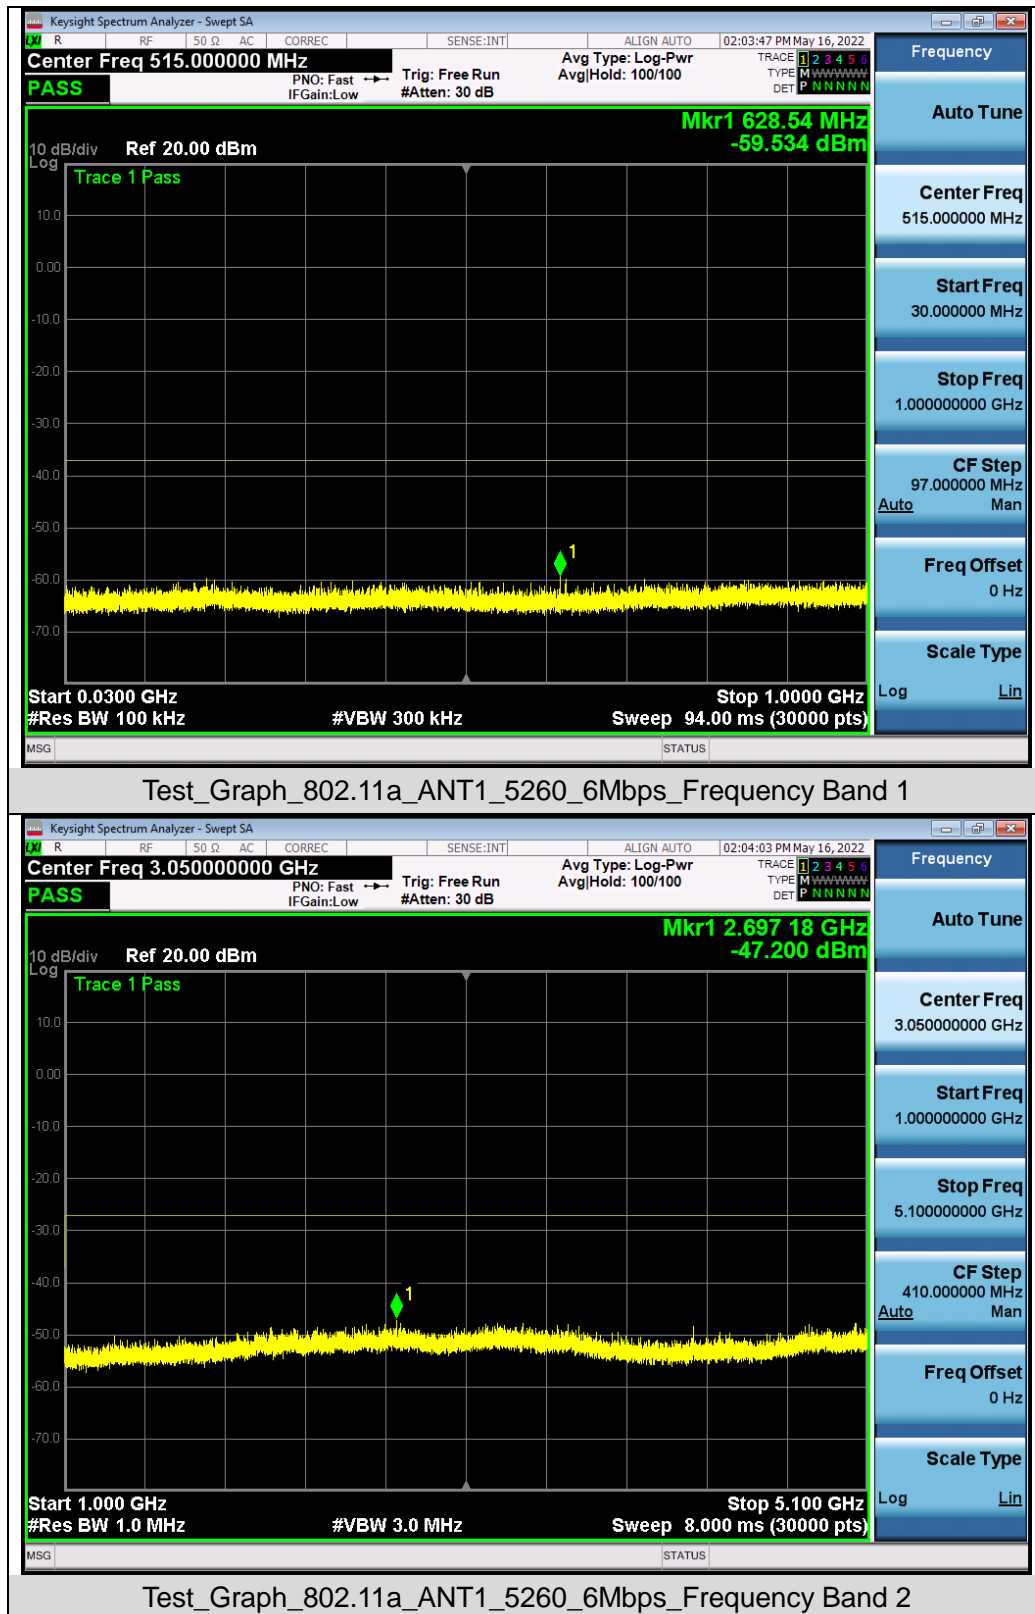 Keysight Spectrum Analyzer - Swept SA
LXI R RF 50 Ω AC CORREC SENSE:INT ALIGN AUTO 02:03:47 PM May 16, 2022
Center Freq 515.000000 MHz Avg Type: Log-Pwr TRACE 1 2 3 4 5 6
PNO: Fast Trig: Free Run Avg|Hold: 100/100 TYPE M W W W W W
PASS IFGain:Low #Atten: 30 dB DET P N N N N N
Frequency
Mkr1 628.54 MHz
10 dB/div Ref 20.00 dBm -59.534 dBm
Log
Trace 1 Pass
10.0
0.00
-10.0
-20.0
-30.0
-40.0
-50.0
-60.0
-70.0
1
Start 0.0300 GHz Stop 1.0000 GHz
#Res BW 100 kHz #VBW 300 kHz Sweep 94.00 ms (30000 pts)
MSG STATUS
Auto Tune
Center Freq
515.000000 MHz
Start Freq
30.000000 MHz
Stop Freq
1.000000000 GHz
CF Step
97.000000 MHz
Auto Man
Freq Offset
0 Hz
Scale Type
Log Lin
Test_Graph_802.11a_ANT1_5260_6Mbps_Frequency Band 1
Keysight Spectrum Analyzer - Swept SA
LXI R RF 50 Ω AC CORREC SENSE:INT ALIGN AUTO 02:04:03 PM May 16, 2022
Center Freq 3.050000000 GHz Avg Type: Log-Pwr TRACE 1 2 3 4 5 6
PNO: Fast Trig: Free Run Avg|Hold: 100/100 TYPE M W W W W W
PASS IFGain:Low #Atten: 30 dB DET P N N N N N
Frequency
Mkr1 2.697 18 GHz
10 dB/div Ref 20.00 dBm -47.200 dBm
Log
Trace 1 Pass
10.0
0.00
-10.0
-20.0
-30.0
-40.0
-50.0
-60.0
-70.0
1
Start 1.000 GHz Stop 5.100 GHz
#Res BW 1.0 MHz #VBW 3.0 MHz Sweep 8.000 ms (30000 pts)
MSG STATUS
Auto Tune
Center Freq
3.050000000 GHz
Start Freq
1.000000000 GHz
Stop Freq
5.100000000 GHz
CF Step
410.000000 MHz
Auto Man
Freq Offset
0 Hz
Scale Type
Log Lin
Test_Graph_802.11a_ANT1_5260_6Mbps_Frequency Band 2